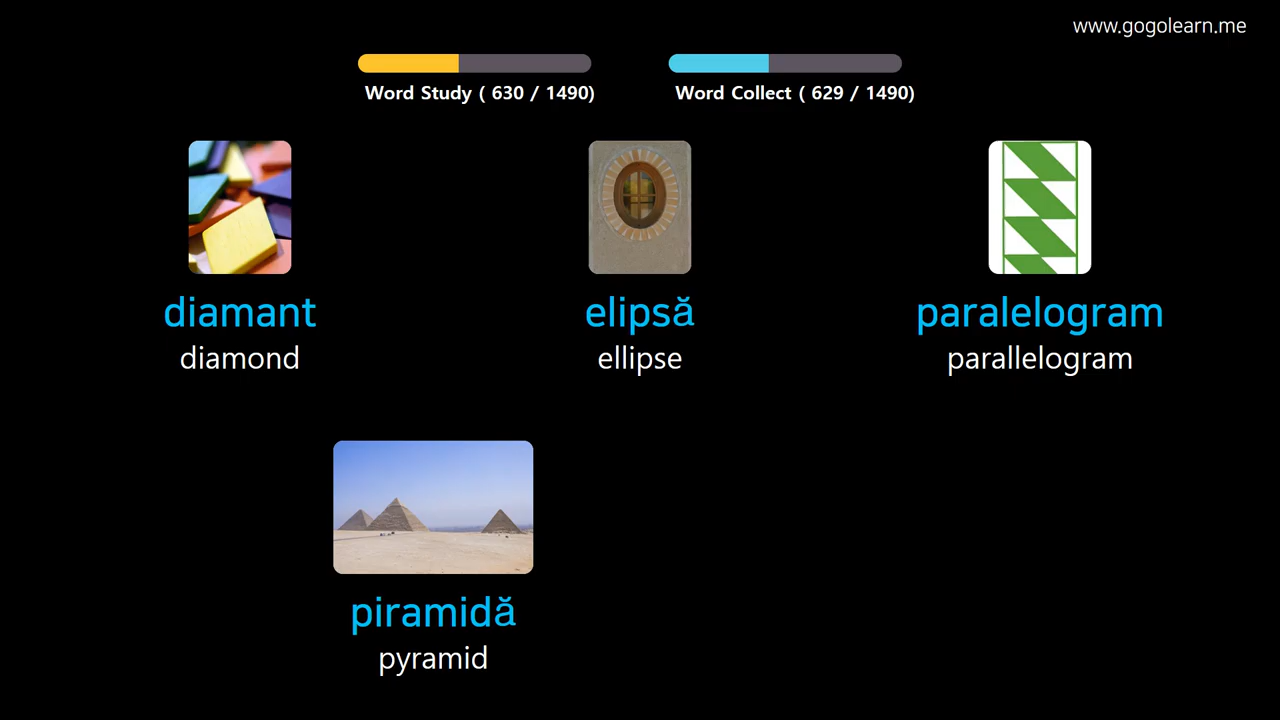 www.gogolearn.me
Word Study ( 630 / 1490)
Word Collect ( 629 / 1490)
diamant
diamond
elipsă
ellipse
paralelogram
parallelogram
piramidă
pyramid